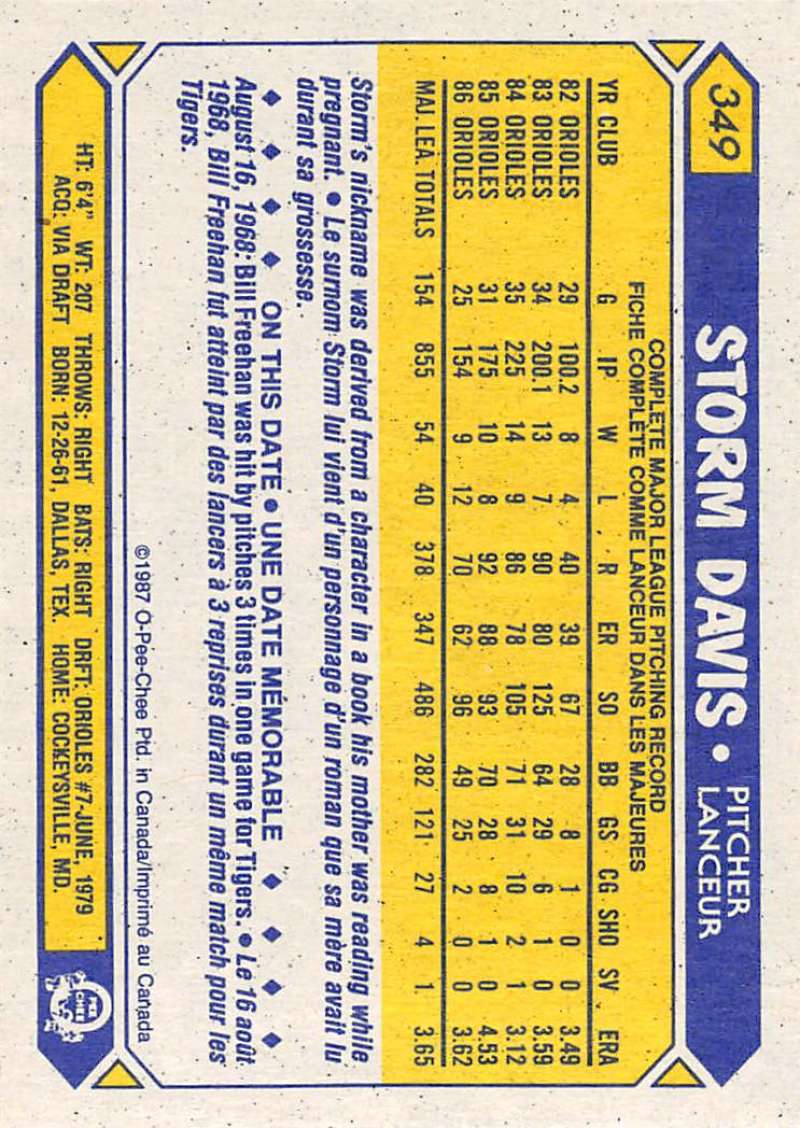 349
STORM DAVIS • PITCHER
LANCEUR
COMPLETE MAJOR LEAGUE PITCHING RECORD
FICHE COMPLÈTE COMME LANCEUR DANS LES MAJEURES
YR CLUB G IP W L R ER SO BB GS CG SHO SV ERA
82 ORIOLES 29 100.2 8 4 40 39 67 28 8 1 0 0 3.49
83 ORIOLES 34 200.1 13 7 90 80 125 64 29 6 1 0 3.59
84 ORIOLES 35 225 14 9 86 78 105 71 31 10 2 1 3.12
85 ORIOLES 31 175 10 8 92 88 93 70 28 8 1 0 4.53
86 ORIOLES 25 154 9 12 70 62 96 49 25 2 0 0 3.62
MAJ. LEA. TOTALS 154 855 54 40 378 347 486 282 121 27 4 1 3.65
Storm's nickname was derived from a character in a book his mother was reading while
pregnant. • Le surnom Storm lui vient d'un personnage d'un roman que sa mère avait lu
durant sa grossesse.
◆ ◆ ◆ ◆ ON THIS DATE • UNE DATE MÉMORABLE ◆ ◆ ◆ ◆
August 16, 1968: Bill Freehan was hit by pitches 3 times in one game for Tigers. • Le 16 août
1968, Bill Freehan fut atteint par des lancers à 3 reprises durant un même match pour les
Tigers.
©1987 O-Pee-Chee Ptd. in Canada/Imprimé au Canada
HT: 6'4" WT: 207 THROWS: RIGHT BATS: RIGHT DRFT: ORIOLES #7-JUNE, 1979
ACQ: VIA DRAFT BORN: 12-26-61, DALLAS, TEX. HOME: COCKEYSVILLE, MD.
O
PEE
CHEE